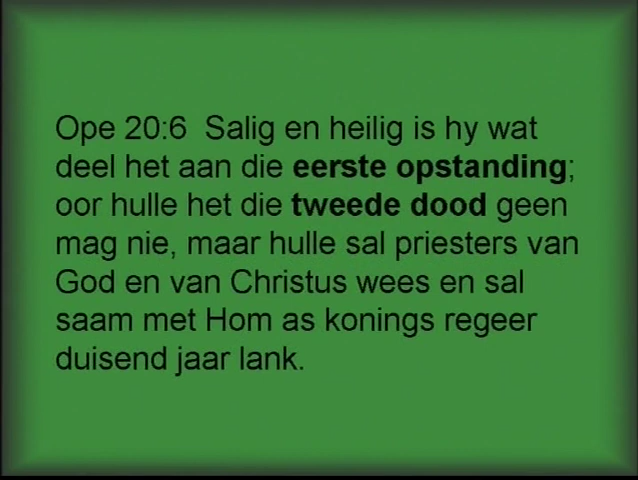 Ope 20:6  Salig en heilig is hy wat
deel het aan die eerste opstanding;
oor hulle het die tweede dood geen
mag nie, maar hulle sal priesters van
God en van Christus wees en sal
saam met Hom as konings regeer
duisend jaar lank.